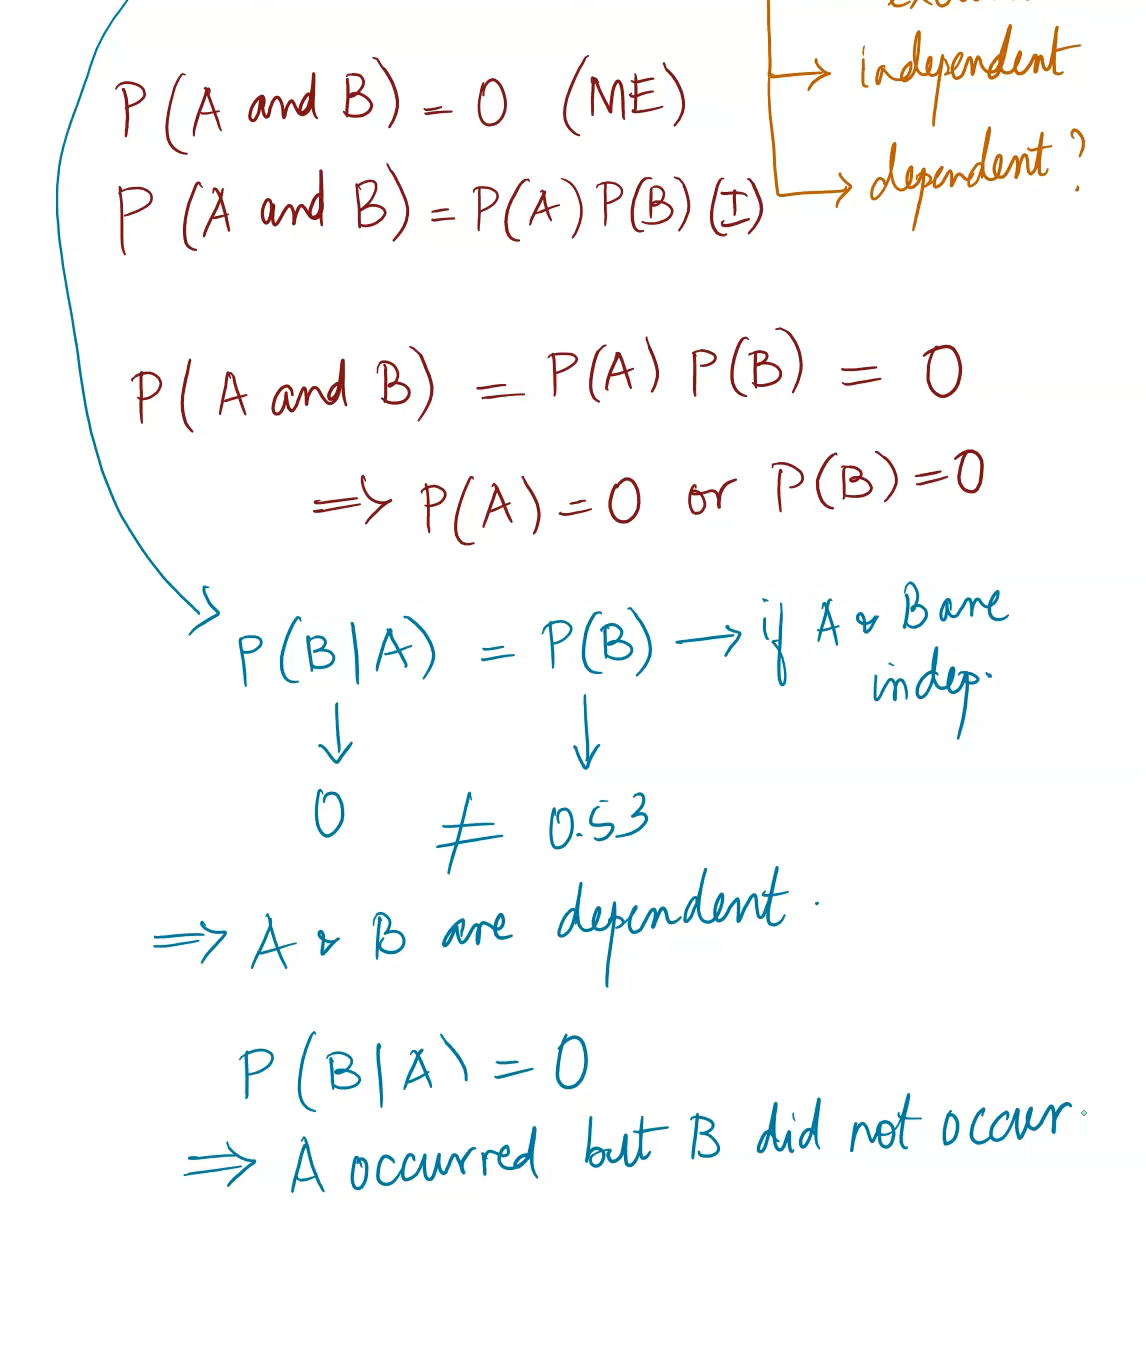 → independent
P(A and B) = 0 (ME)
→ dependent ?
P(A and B) = P(A) P(B) (I)
P(A and B) = P(A) P(B) = 0
⇒ P(A) = 0 or P(B) = 0
P(B|A) = P(B) → if A & B are
indep.
↓ ↓
0 ≠ 0.53
⇒ A & B are dependent.
P(B|A) = 0
⇒ A occurred but B did not occur.